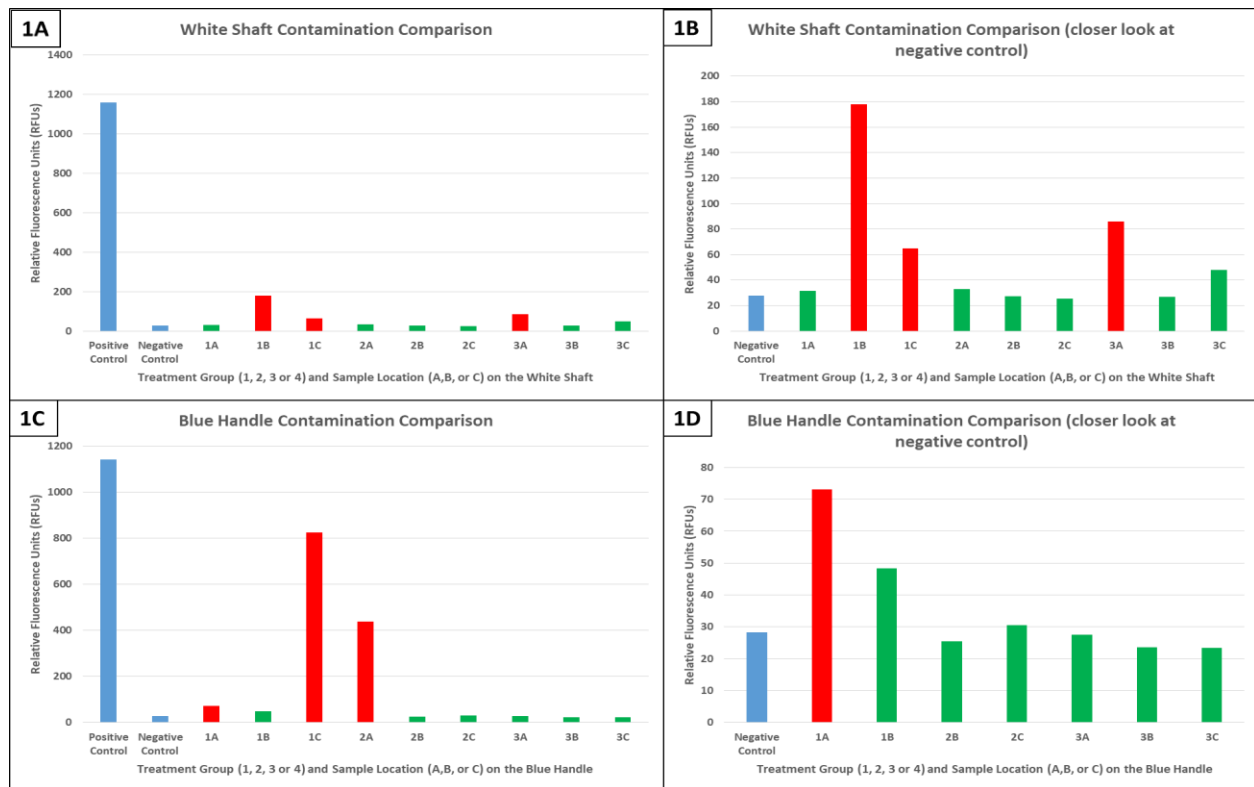 1A
White Shaft Contamination Comparison
Relative Fluorescence Units (RFUs)
1400
1200
1000
800
600
400
200
0
Positive Control
Negative Control
1A
1B
1C
2A
2B
2C
3A
3B
3C
Treatment Group (1, 2, 3 or 4) and Sample Location (A,B, or C) on the White Shaft
1B
White Shaft Contamination Comparison (closer look at
negative control)
Relative Fluorescence Units (RFUs)
200
180
160
140
120
100
80
60
40
20
0
Negative Control
1A
1B
1C
2A
2B
2C
3A
3B
3C
Treatment Group (1, 2, 3 or 4) and Sample Location (A,B, or C) on the White Shaft
1C
Blue Handle Contamination Comparison
Relative Fluorescence Units (RFUs)
1200
1000
800
600
400
200
0
Positive Control
Negative Control
1A
1B
1C
2A
2B
2C
3A
3B
3C
Treatment Group (1, 2, 3 or 4) and Sample Location (A,B, or C) on the Blue Handle
1D
Blue Handle Contamination Comparison (closer look at
negative control)
Relative Fluorescence Units (RFUs)
80
70
60
50
40
30
20
10
0
Negative Control
1A
1B
2B
2C
3A
3B
3C
Treatment Group (1, 2, 3 or 4) and Sample Location (A,B, or C) on the Blue Handle